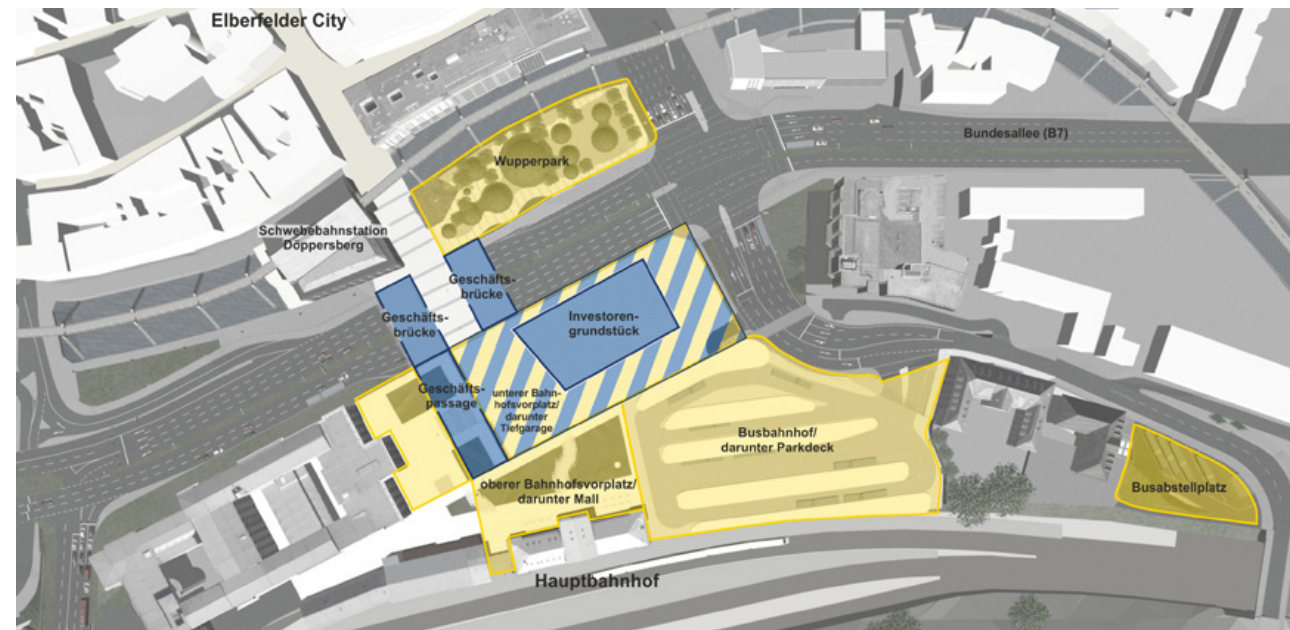 Elberfelder City
Bundesallee (B7)
Wupperpark
Schwebebahnstation
Döppersberg
Geschäfts-
brücke
Geschäfts-
brücke
Investoren-
grundstück
Geschäfts-
passage
unterer Bahn-
hofsvorplatz/
darunter
Tiefgarage
Busbahnhof/
darunter Parkdeck
oberer Bahnhofsvorplatz/
darunter Mall
Busabstellplatz
Hauptbahnhof